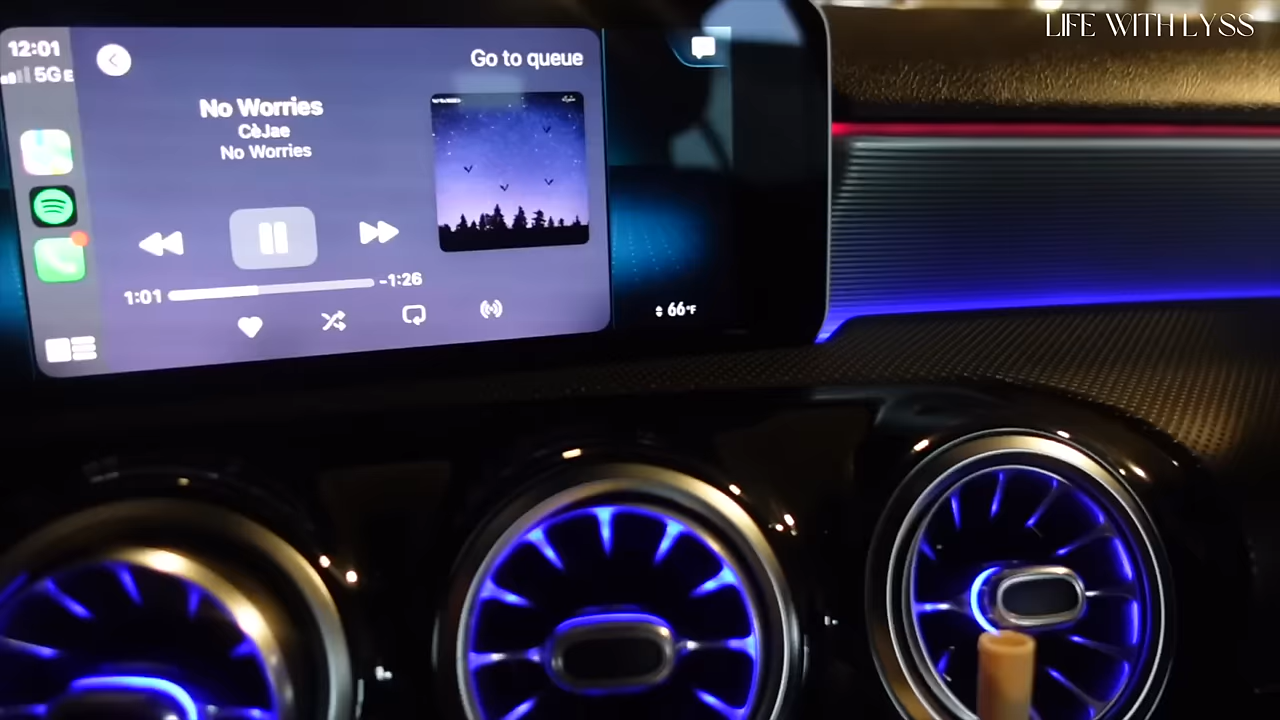 LIFE WITH LYSS
12:01
5G E
Go to queue
No Worries
CèJae
No Worries
1:01
-1:26
66°F